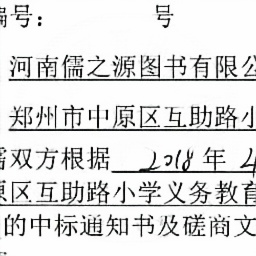 编号： 号
河南儒之源图书有限公
郑州市中原区互助路小
双方根据 2018 年 4
区互助路小学义务教育
的中标通知书及磋商文